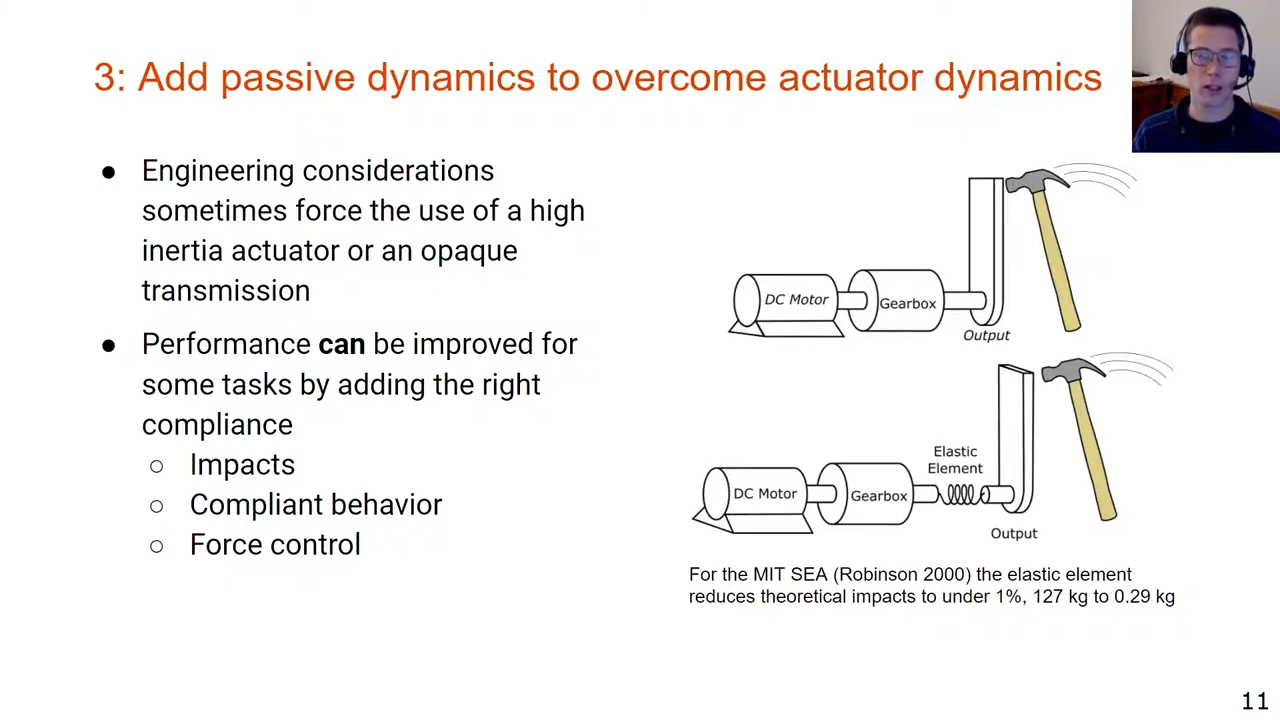 3: Add passive dynamics to overcome actuator dynamics
● Engineering considerations
sometimes force the use of a high
inertia actuator or an opaque
transmission
● Performance can be improved for
some tasks by adding the right
compliance
○ Impacts
○ Compliant behavior
○ Force control
DC Motor
Gearbox
Output
Elastic
Element
DC Motor
Gearbox
Output
For the MIT SEA (Robinson 2000) the elastic element
reduces theoretical impacts to under 1%, 127 kg to 0.29 kg
11